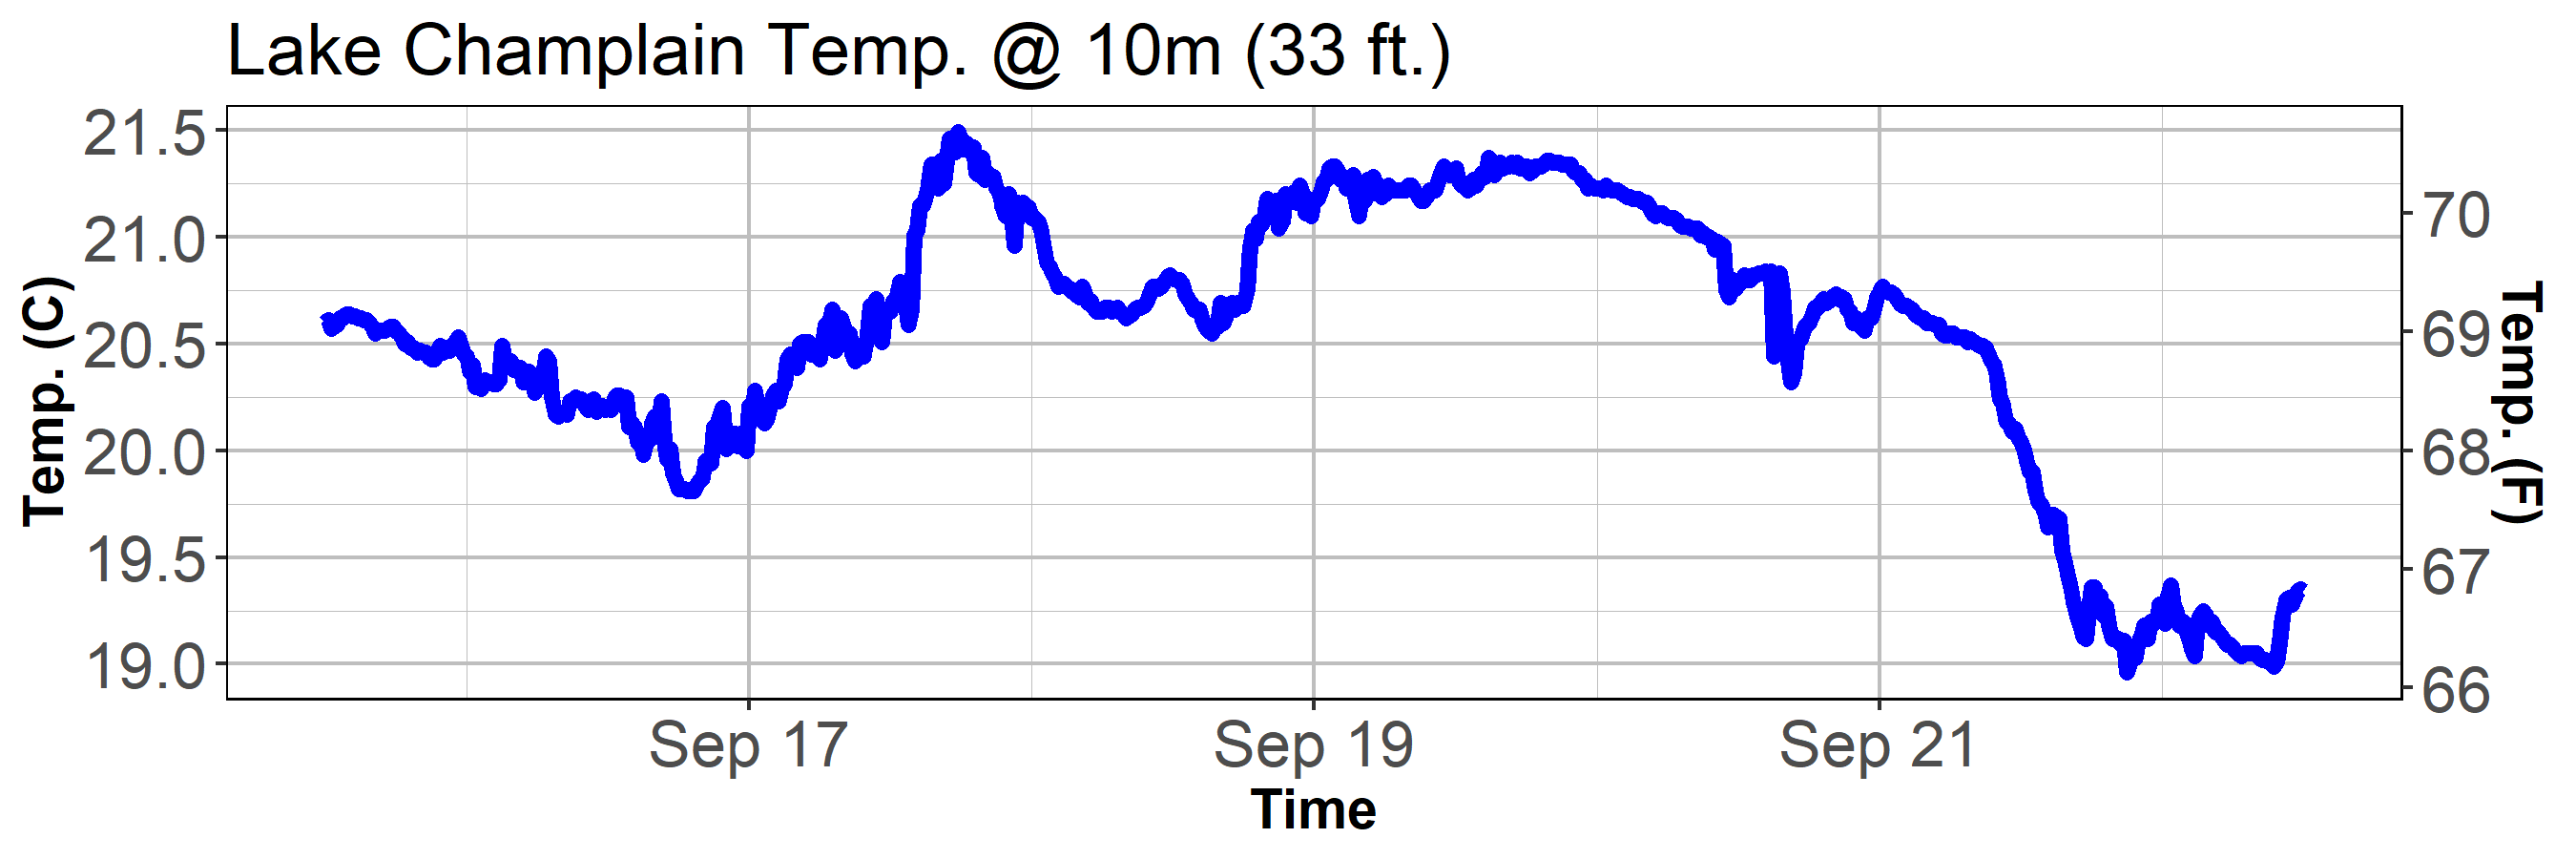 Lake Champlain Temp. @ 10m (33 ft.)
21.5
21.0
20.5
20.0
19.5
19.0
Temp. (C)
70
69
68
67
66
Temp. (F)
Sep 17
Sep 19
Sep 21
Time